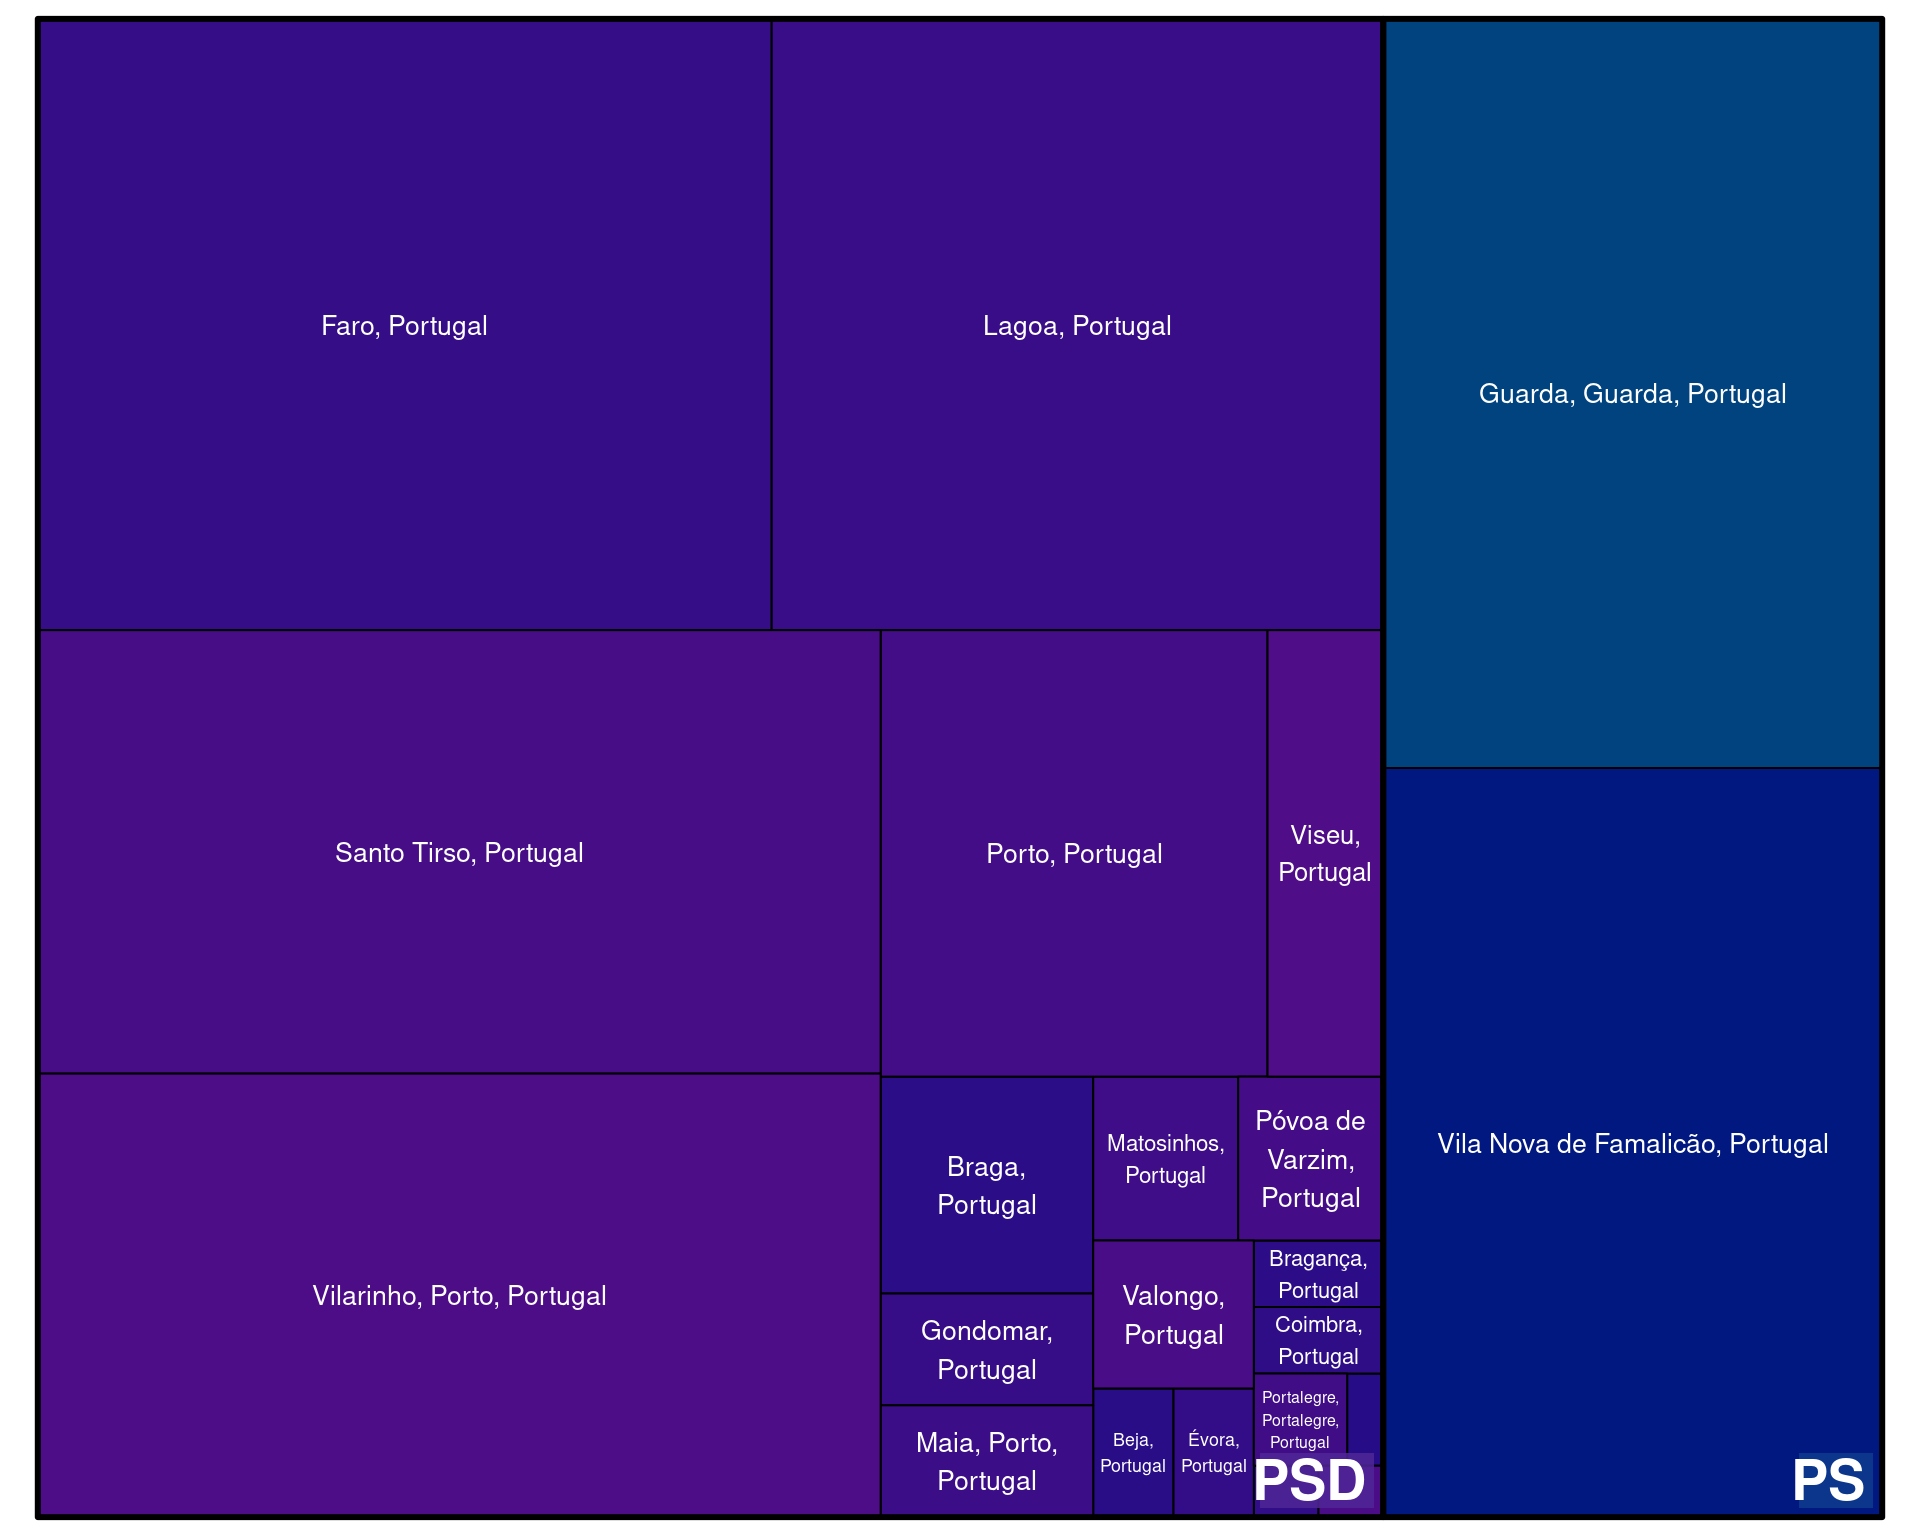 Faro, Portugal
Lagoa, Portugal
Guarda, Guarda, Portugal
Santo Tirso, Portugal
Porto, Portugal
Viseu,
Portugal
Vilarinho, Porto, Portugal
Braga,
Portugal
Matosinhos,
Portugal
Póvoa de
Varzim,
Portugal
Vila Nova de Famalicão, Portugal
Gondomar,
Portugal
Valongo,
Portugal
Bragança,
Portugal
Coimbra,
Portugal
Maia, Porto,
Portugal
Beja,
Portugal
Évora,
Portugal
Portalegre,
Portalegre,
Portugal
PSD
PS